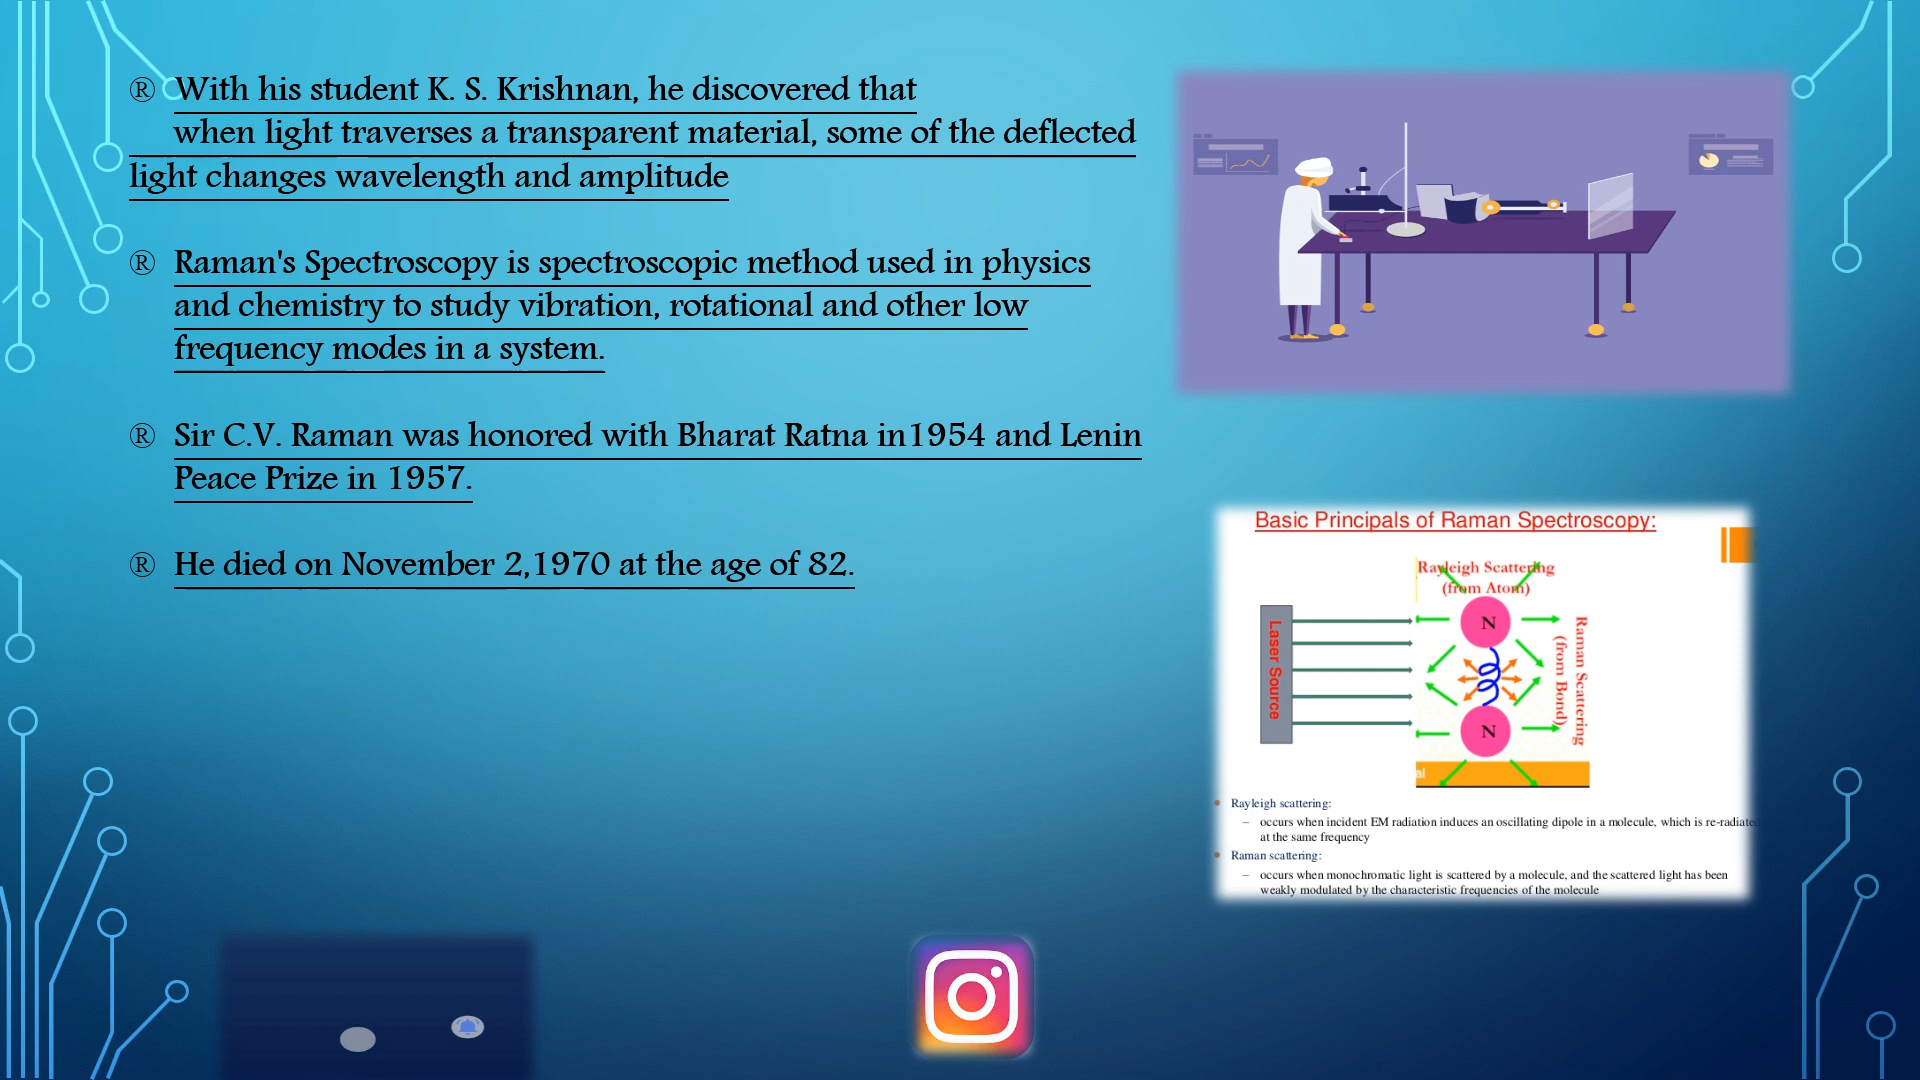 ® With his student K. S. Krishnan, he discovered that
when light traverses a transparent material, some of the deflected
light changes wavelength and amplitude
® Raman's Spectroscopy is spectroscopic method used in physics
and chemistry to study vibration, rotational and other low
frequency modes in a system.
® Sir C.V. Raman was honored with Bharat Ratna in1954 and Lenin
Peace Prize in 1957.
® He died on November 2,1970 at the age of 82.
Basic Principals of Raman Spectroscopy:
Rayleigh Scattering
(from Atom)
Laser Source
N
N
Raman Scattering
(from Bond)
al
• Rayleigh scattering:
– occurs when incident EM radiation induces an oscillating dipole in a molecule, which is re-radiated
at the same frequency
• Raman scattering:
– occurs when monochromatic light is scattered by a molecule, and the scattered light has been
weakly modulated by the characteristic frequencies of the molecule